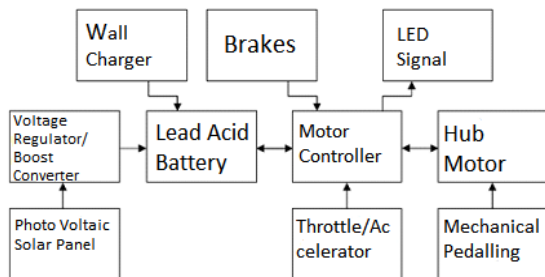 Wall
Charger
Brakes
LED
Signal
Voltage
Regulator/
Boost
Converter
Lead Acid
Battery
Motor
Controller
Hub
Motor
Photo Voltaic
Solar Panel
Throttle/Ac
celerator
Mechanical
Pedalling